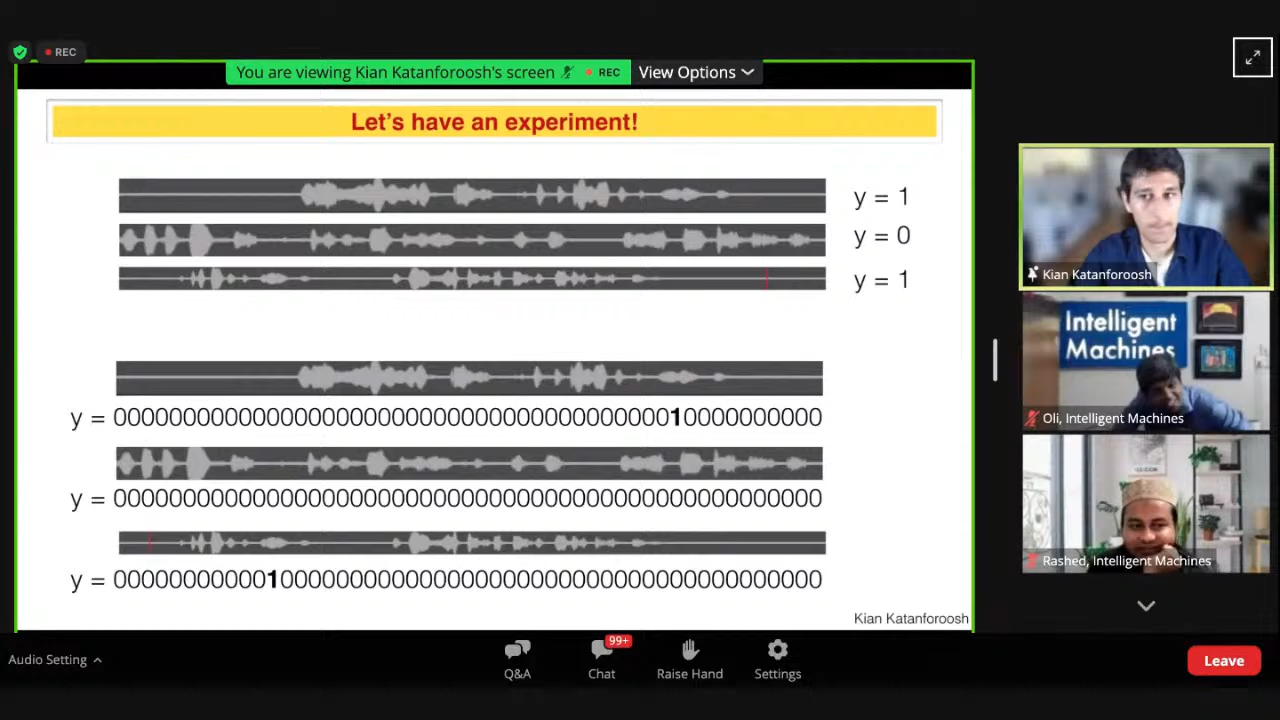 REC
You are viewing Kian Katanforoosh's screen REC View Options
Let's have an experiment!
y = 1
y = 0
y = 1
y = 000000000000000000000000000000000000000010000000000
y = 000000000000000000000000000000000000000000000000000
y = 000000000001000000000000000000000000000000000000000
Kian Katanforoosh
Kian Katanforoosh
Intelligent
Machines
Oli, Intelligent Machines
Rashed, Intelligent Machines
Audio Setting
Q&A
99+
Chat
Raise Hand
Settings
Leave